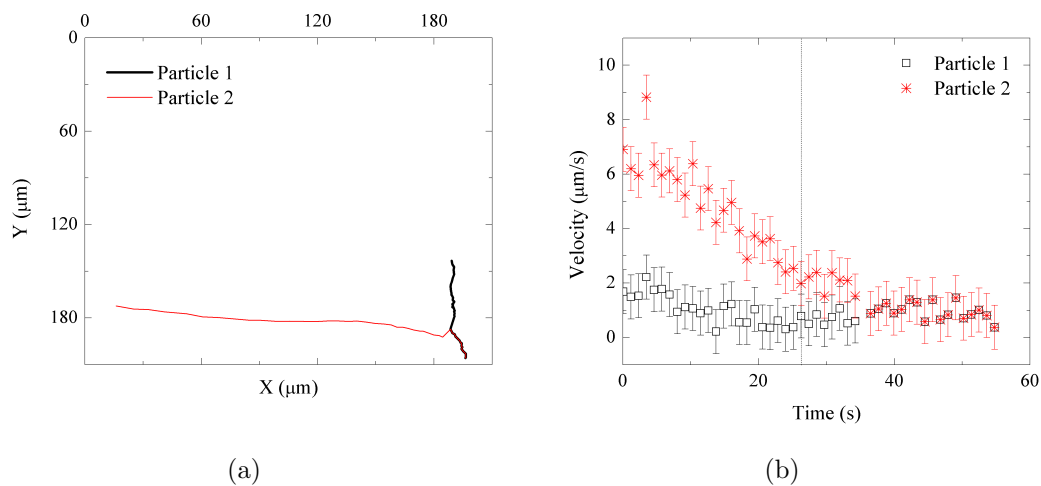 0 60 120 180
0
60
120
180
Y (μm)
X (μm)
Particle 1
Particle 2
(a)
10
8
6
4
2
0
Velocity (μm/s)
0 20 40 60
Time (s)
Particle 1
Particle 2
(b)